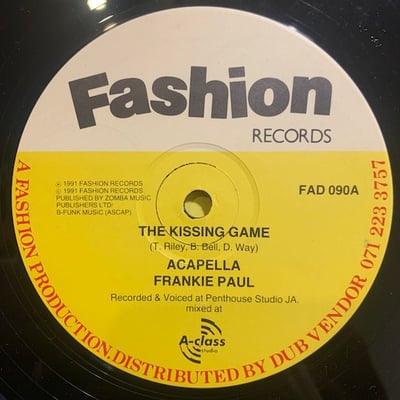 Fashion
RECORDS
℗ 1991 FASHION RECORDS
© 1991 FASHION RECORDS
PUBLISHED BY ZOMBA MUSIC
PUBLISHERS LTD/
B-FUNK MUSIC (ASCAP)
FAD 090A
THE KISSING GAME
(T. Riley, B. Bell, D. Way)
ACAPELLA
FRANKIE PAUL
Recorded & Voiced at Penthouse Studio JA.
mixed at
A-class
studio
A FASHION PRODUCTION. DISTRIBUTED BY DUB VENDOR 071 223 3757